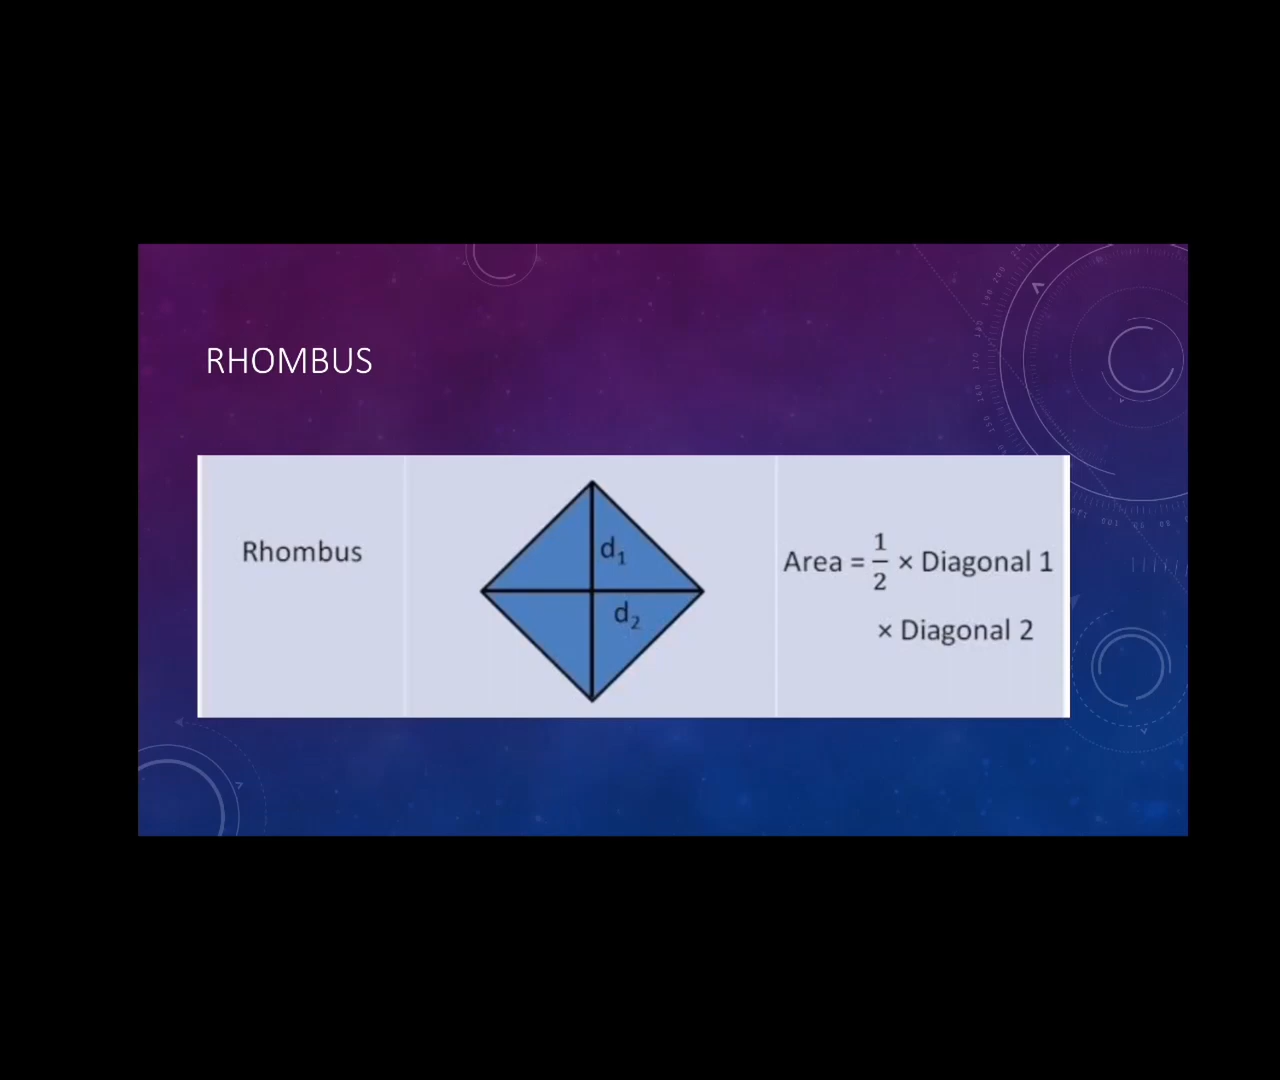 RHOMBUS
Rhombus
d₁
d₂
Area = 1/2 × Diagonal 1
× Diagonal 2